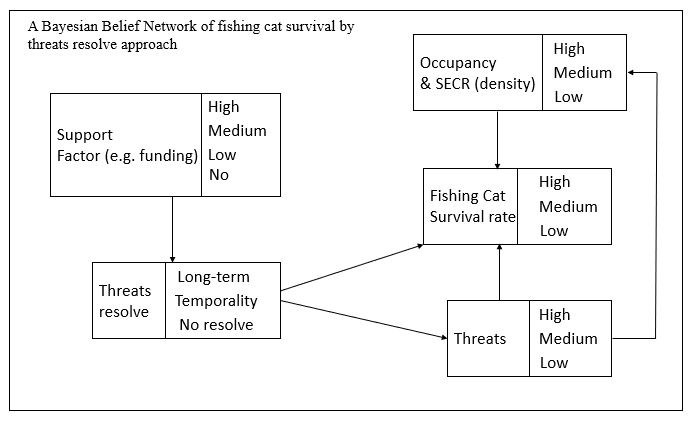 A Bayesian Belief Network of fishing cat survival by
threats resolve approach
Occupancy
& SECR (density)
High
Medium
Low
Support
Factor (e.g. funding)
High
Medium
Low
No
Fishing Cat
Survival rate
High
Medium
Low
Threats
resolve
Long-term
Temporality
No resolve
Threats
High
Medium
Low